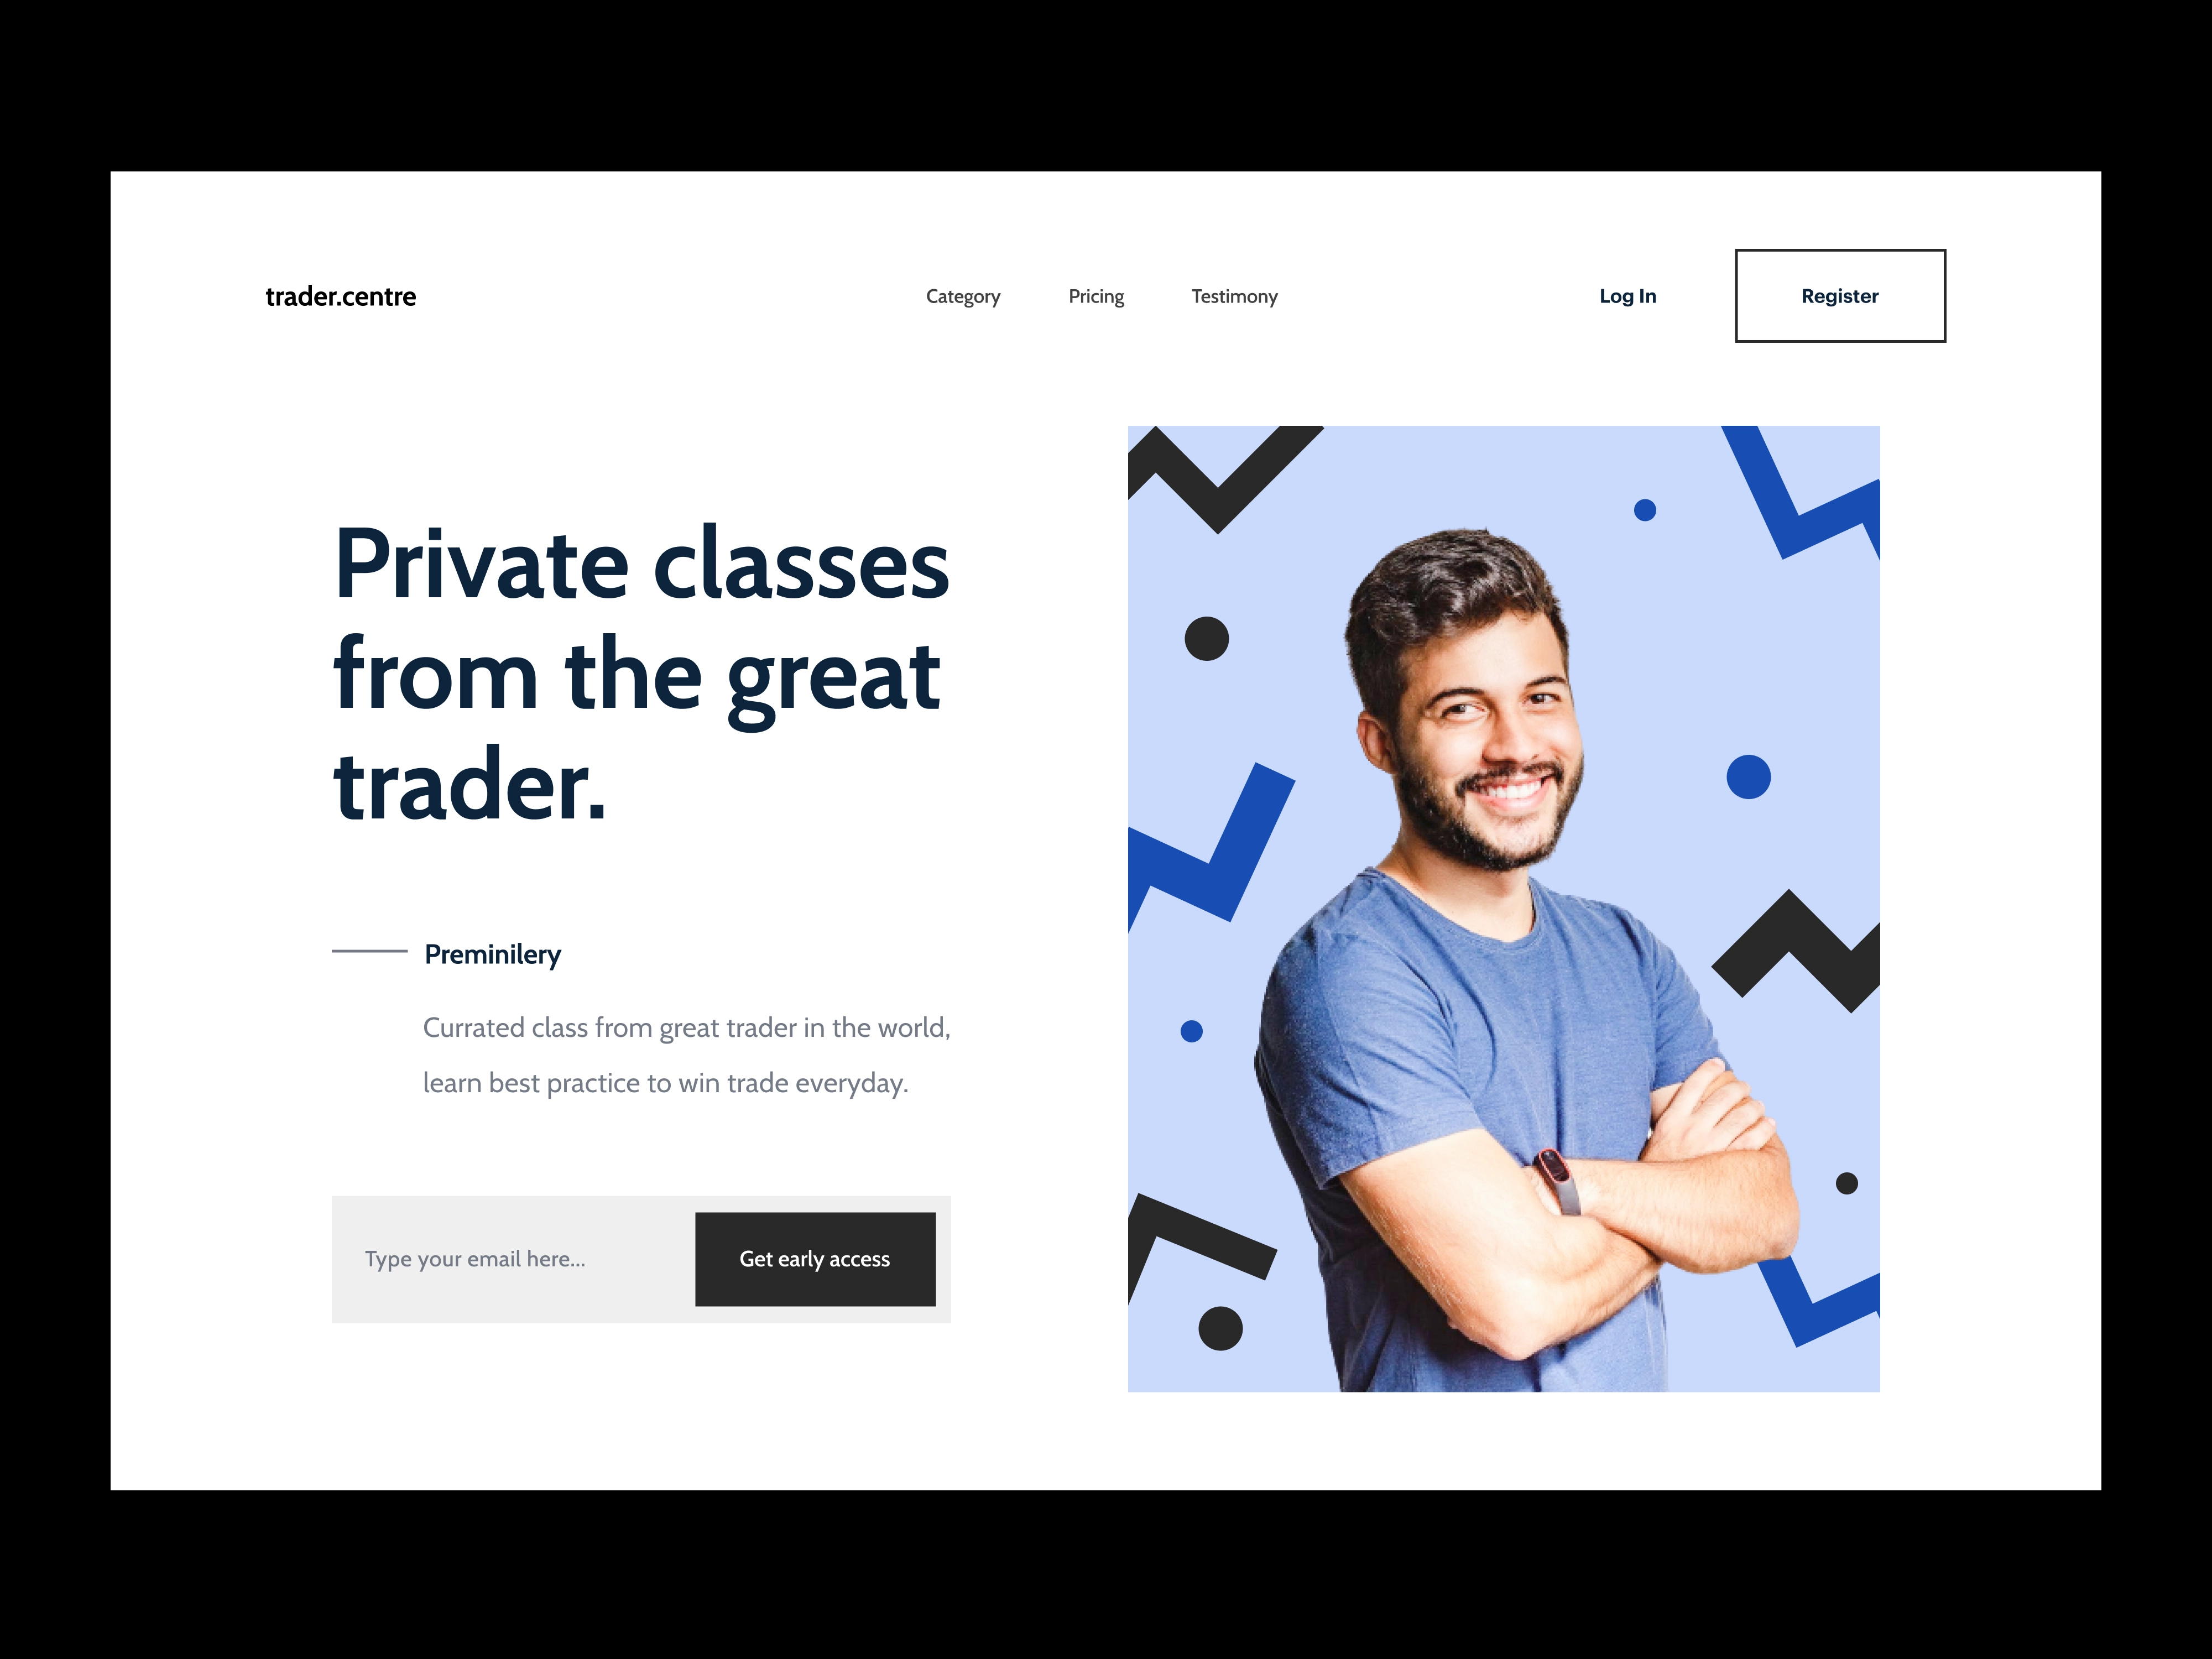 trader.centre
Category
Pricing
Testimony
Log In
Register
Private classes
from the great
trader.
Preminilery
Currated class from great trader in the world,
learn best practice to win trade everyday.
Type your email here...
Get early access